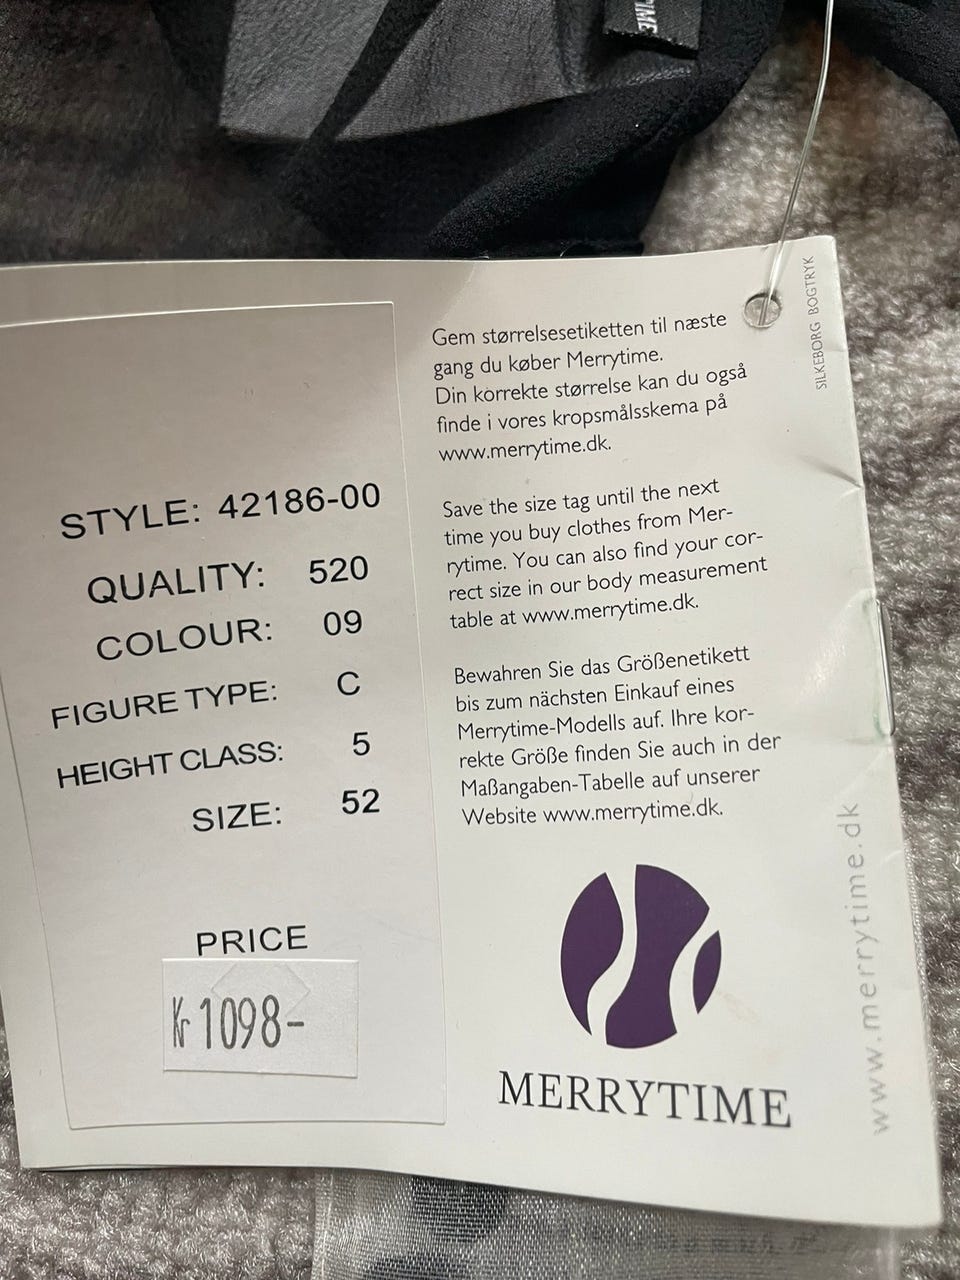 TIME
SILKEBORG BOGTRYK
STYLE: 42186-00
QUALITY: 520
COLOUR: 09
FIGURE TYPE: C
HEIGHT CLASS: 5
SIZE: 52
PRICE
Kr 1098-
Gem størrelsesetiketten til næste
gang du køber Merrytime.
Din korrekte størrelse kan du også
finde i vores kropsmålsskema på
www.merrytime.dk.
Save the size tag until the next
time you buy clothes from Mer-
rytime. You can also find your cor-
rect size in our body measurement
table at www.merrytime.dk.
Bewahren Sie das Größenetikett
bis zum nächsten Einkauf eines
Merrytime-Modells auf. Ihre kor-
rekte Größe finden Sie auch in der
Maßangaben-Tabelle auf unserer
Website www.merrytime.dk.
MERRYTIME
www.merrytime.dk